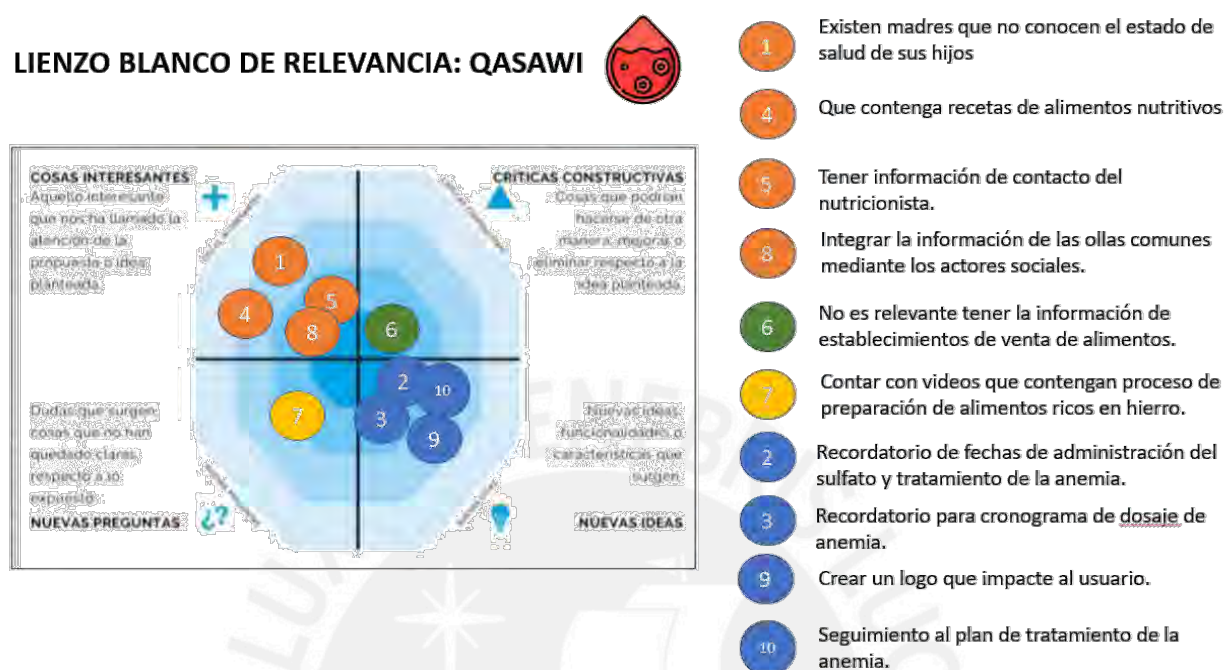 LIENZO BLANCO DE RELEVANCIA: QASAWI
COSAS INTERESANTES
Aquello interesante
que nos ha llamado la
atención de la
propuesta o idea
planteada.
CRITICAS CONSTRUCTIVAS
Cosas que podrían
hacerse de otra
manera, mejorar o
eliminar respecto a la
idea planteada.
1
4
5
8
6
7
2
10
3
9
Dudas que surgen,
cosas que no han
quedado claras
respecto a lo
expuesto.
NUEVAS PREGUNTAS
¿?
Nuevas ideas,
funcionalidades o
características que
surgen.
NUEVAS IDEAS
1 Existen madres que no conocen el estado de
salud de sus hijos
4 Que contenga recetas de alimentos nutritivos
5 Tener información de contacto del
nutricionista.
8 Integrar la información de las ollas comunes
mediante los actores sociales.
6 No es relevante tener la información de
establecimientos de venta de alimentos.
7 Contar con videos que contengan proceso de
preparación de alimentos ricos en hierro.
2 Recordatorio de fechas de administración del
sulfato y tratamiento de la anemia.
3 Recordatorio para cronograma de dosaje de
anemia.
9 Crear un logo que impacte al usuario.
10 Seguimiento al plan de tratamiento de la
anemia.